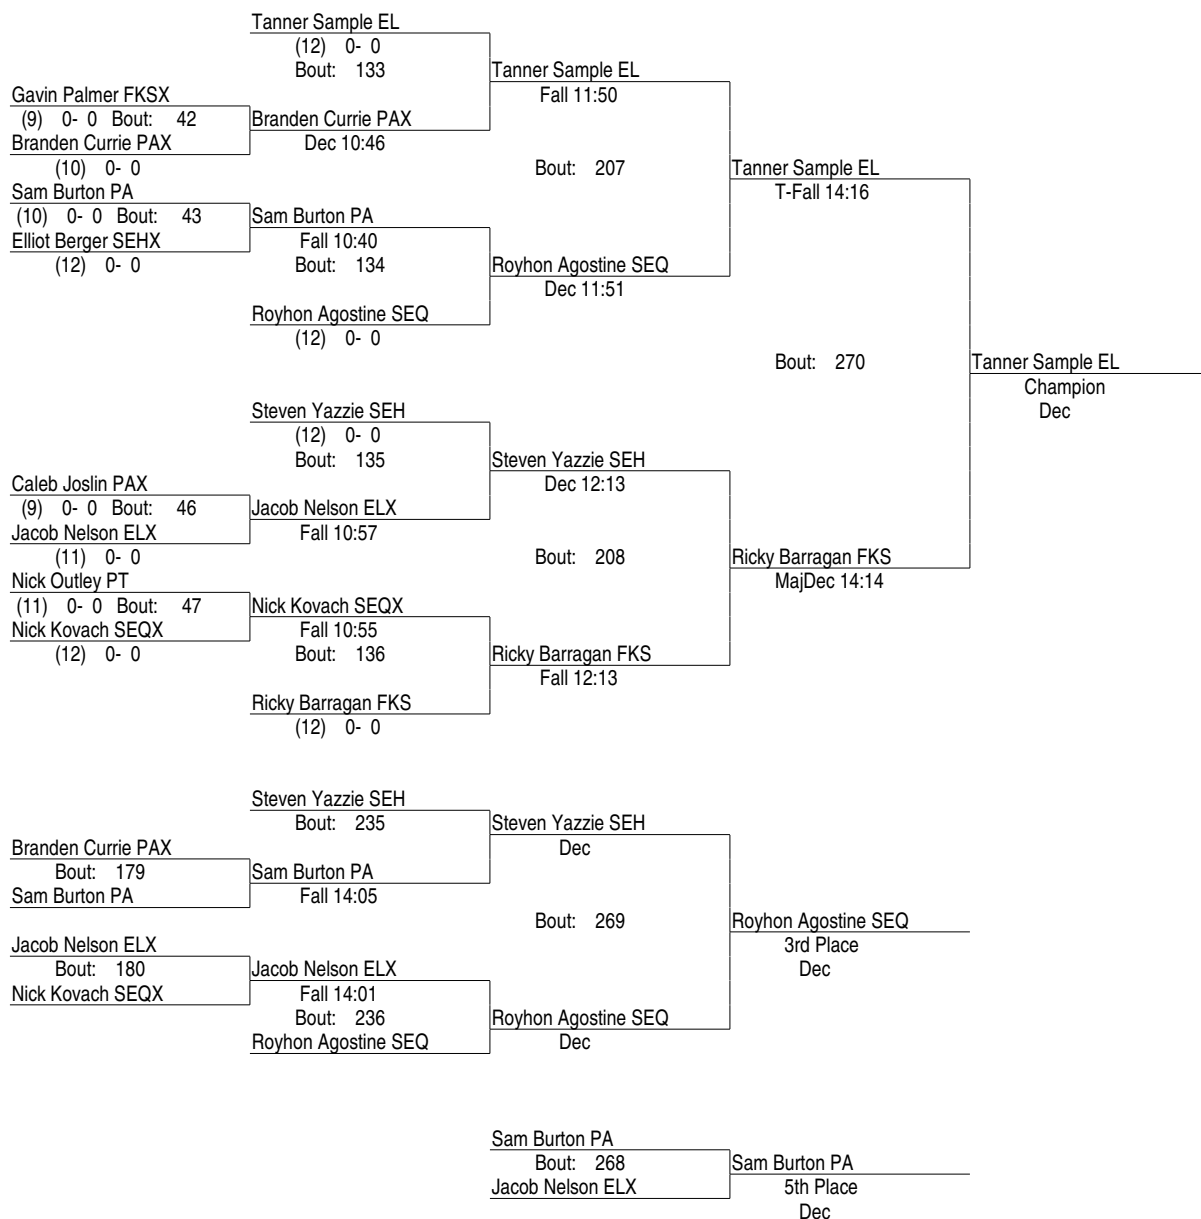 Tanner Sample EL
(12) 0- 0
Bout: 133
Tanner Sample EL
Fall 11:50
Gavin Palmer FKSX
(9) 0- 0 Bout: 42
Branden Currie PAX
Branden Currie PAX
Dec 10:46
(10) 0- 0
Bout: 207
Tanner Sample EL
T-Fall 14:16
Sam Burton PA
(10) 0- 0 Bout: 43
Sam Burton PA
Elliot Berger SEHX
Fall 10:40
(12) 0- 0
Bout: 134
Royhon Agostine SEQ
Dec 11:51
Royhon Agostine SEQ
(12) 0- 0
Bout: 270
Tanner Sample EL
Champion
Dec
Steven Yazzie SEH
(12) 0- 0
Bout: 135
Steven Yazzie SEH
Dec 12:13
Caleb Joslin PAX
(9) 0- 0 Bout: 46
Jacob Nelson ELX
Jacob Nelson ELX
Fall 10:57
(11) 0- 0
Bout: 208
Ricky Barragan FKS
MajDec 14:14
Nick Outley PT
(11) 0- 0 Bout: 47
Nick Kovach SEQX
Nick Kovach SEQX
Fall 10:55
(12) 0- 0
Bout: 136
Ricky Barragan FKS
Fall 12:13
Ricky Barragan FKS
(12) 0- 0
Steven Yazzie SEH
Bout: 235
Steven Yazzie SEH
Dec
Branden Currie PAX
Bout: 179
Sam Burton PA
Sam Burton PA
Fall 14:05
Bout: 269
Royhon Agostine SEQ
3rd Place
Dec
Jacob Nelson ELX
Bout: 180
Jacob Nelson ELX
Nick Kovach SEQX
Fall 14:01
Bout: 236
Royhon Agostine SEQ
Dec
Royhon Agostine SEQ
Sam Burton PA
Bout: 268
Sam Burton PA
Jacob Nelson ELX
5th Place
Dec